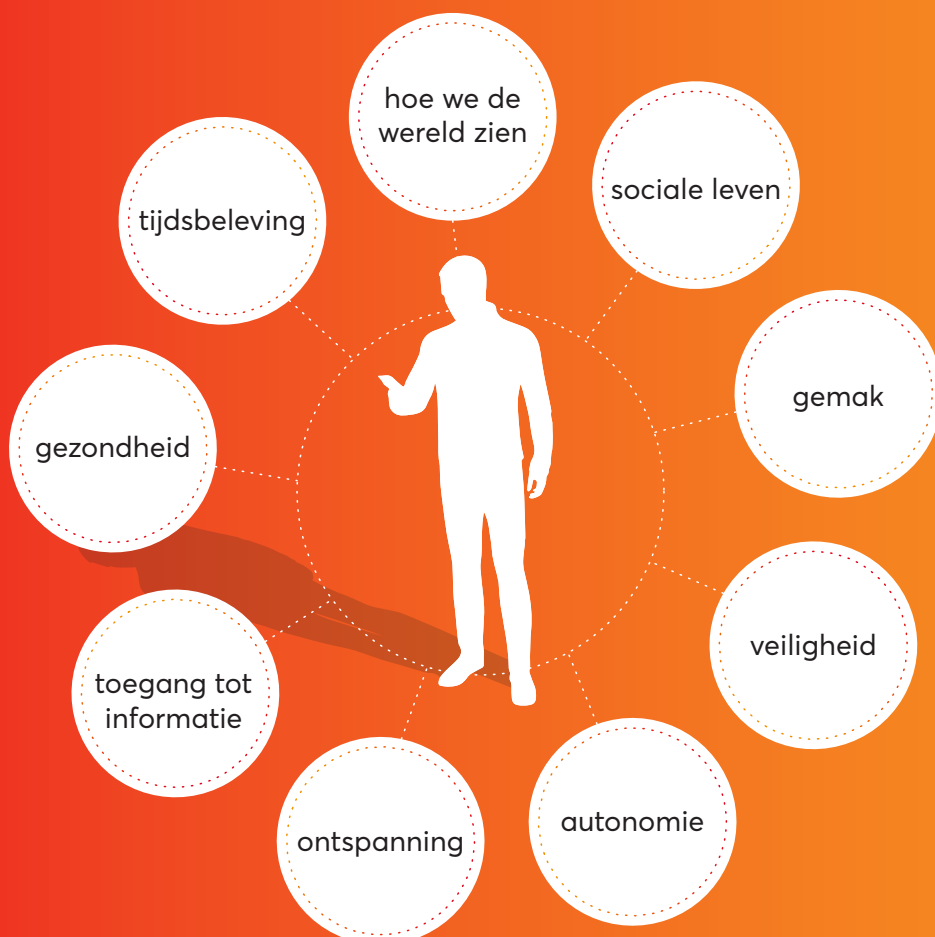 hoe we de
wereld zien
sociale leven
gemak
veiligheid
autonomie
ontspanning
toegang tot
informatie
gezondheid
tijdsbeleving